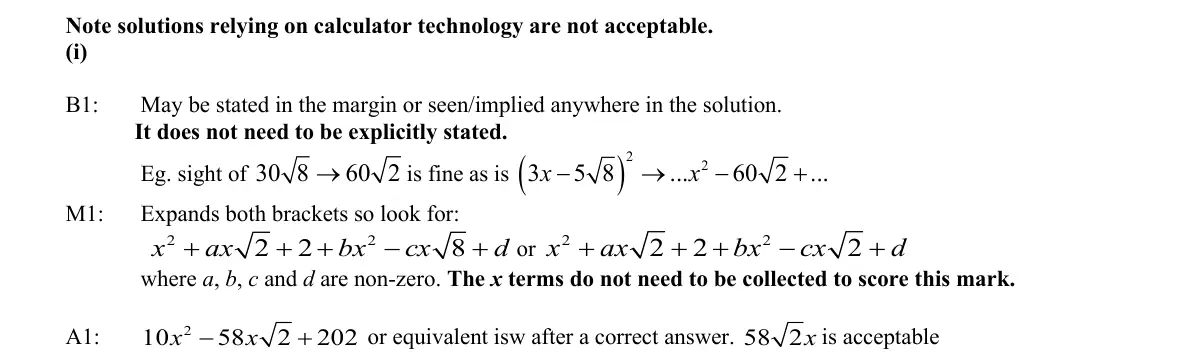 Note solutions relying on calculator technology are not acceptable.
(i)
B1: May be stated in the margin or seen/implied anywhere in the solution.
It does not need to be explicitly stated.
Eg. sight of 30√8 → 60√2 is fine as is (3x − 5√8)² → ...x² − 60√2 + ...
M1: Expands both brackets so look for:
x² + ax√2 + 2 + bx² − cx√8 + d or x² + ax√2 + 2 + bx² − cx√2 + d
where a, b, c and d are non-zero. The x terms do not need to be collected to score this mark.
A1: 10x² − 58x√2 + 202 or equivalent isw after a correct answer. 58√2x is acceptable